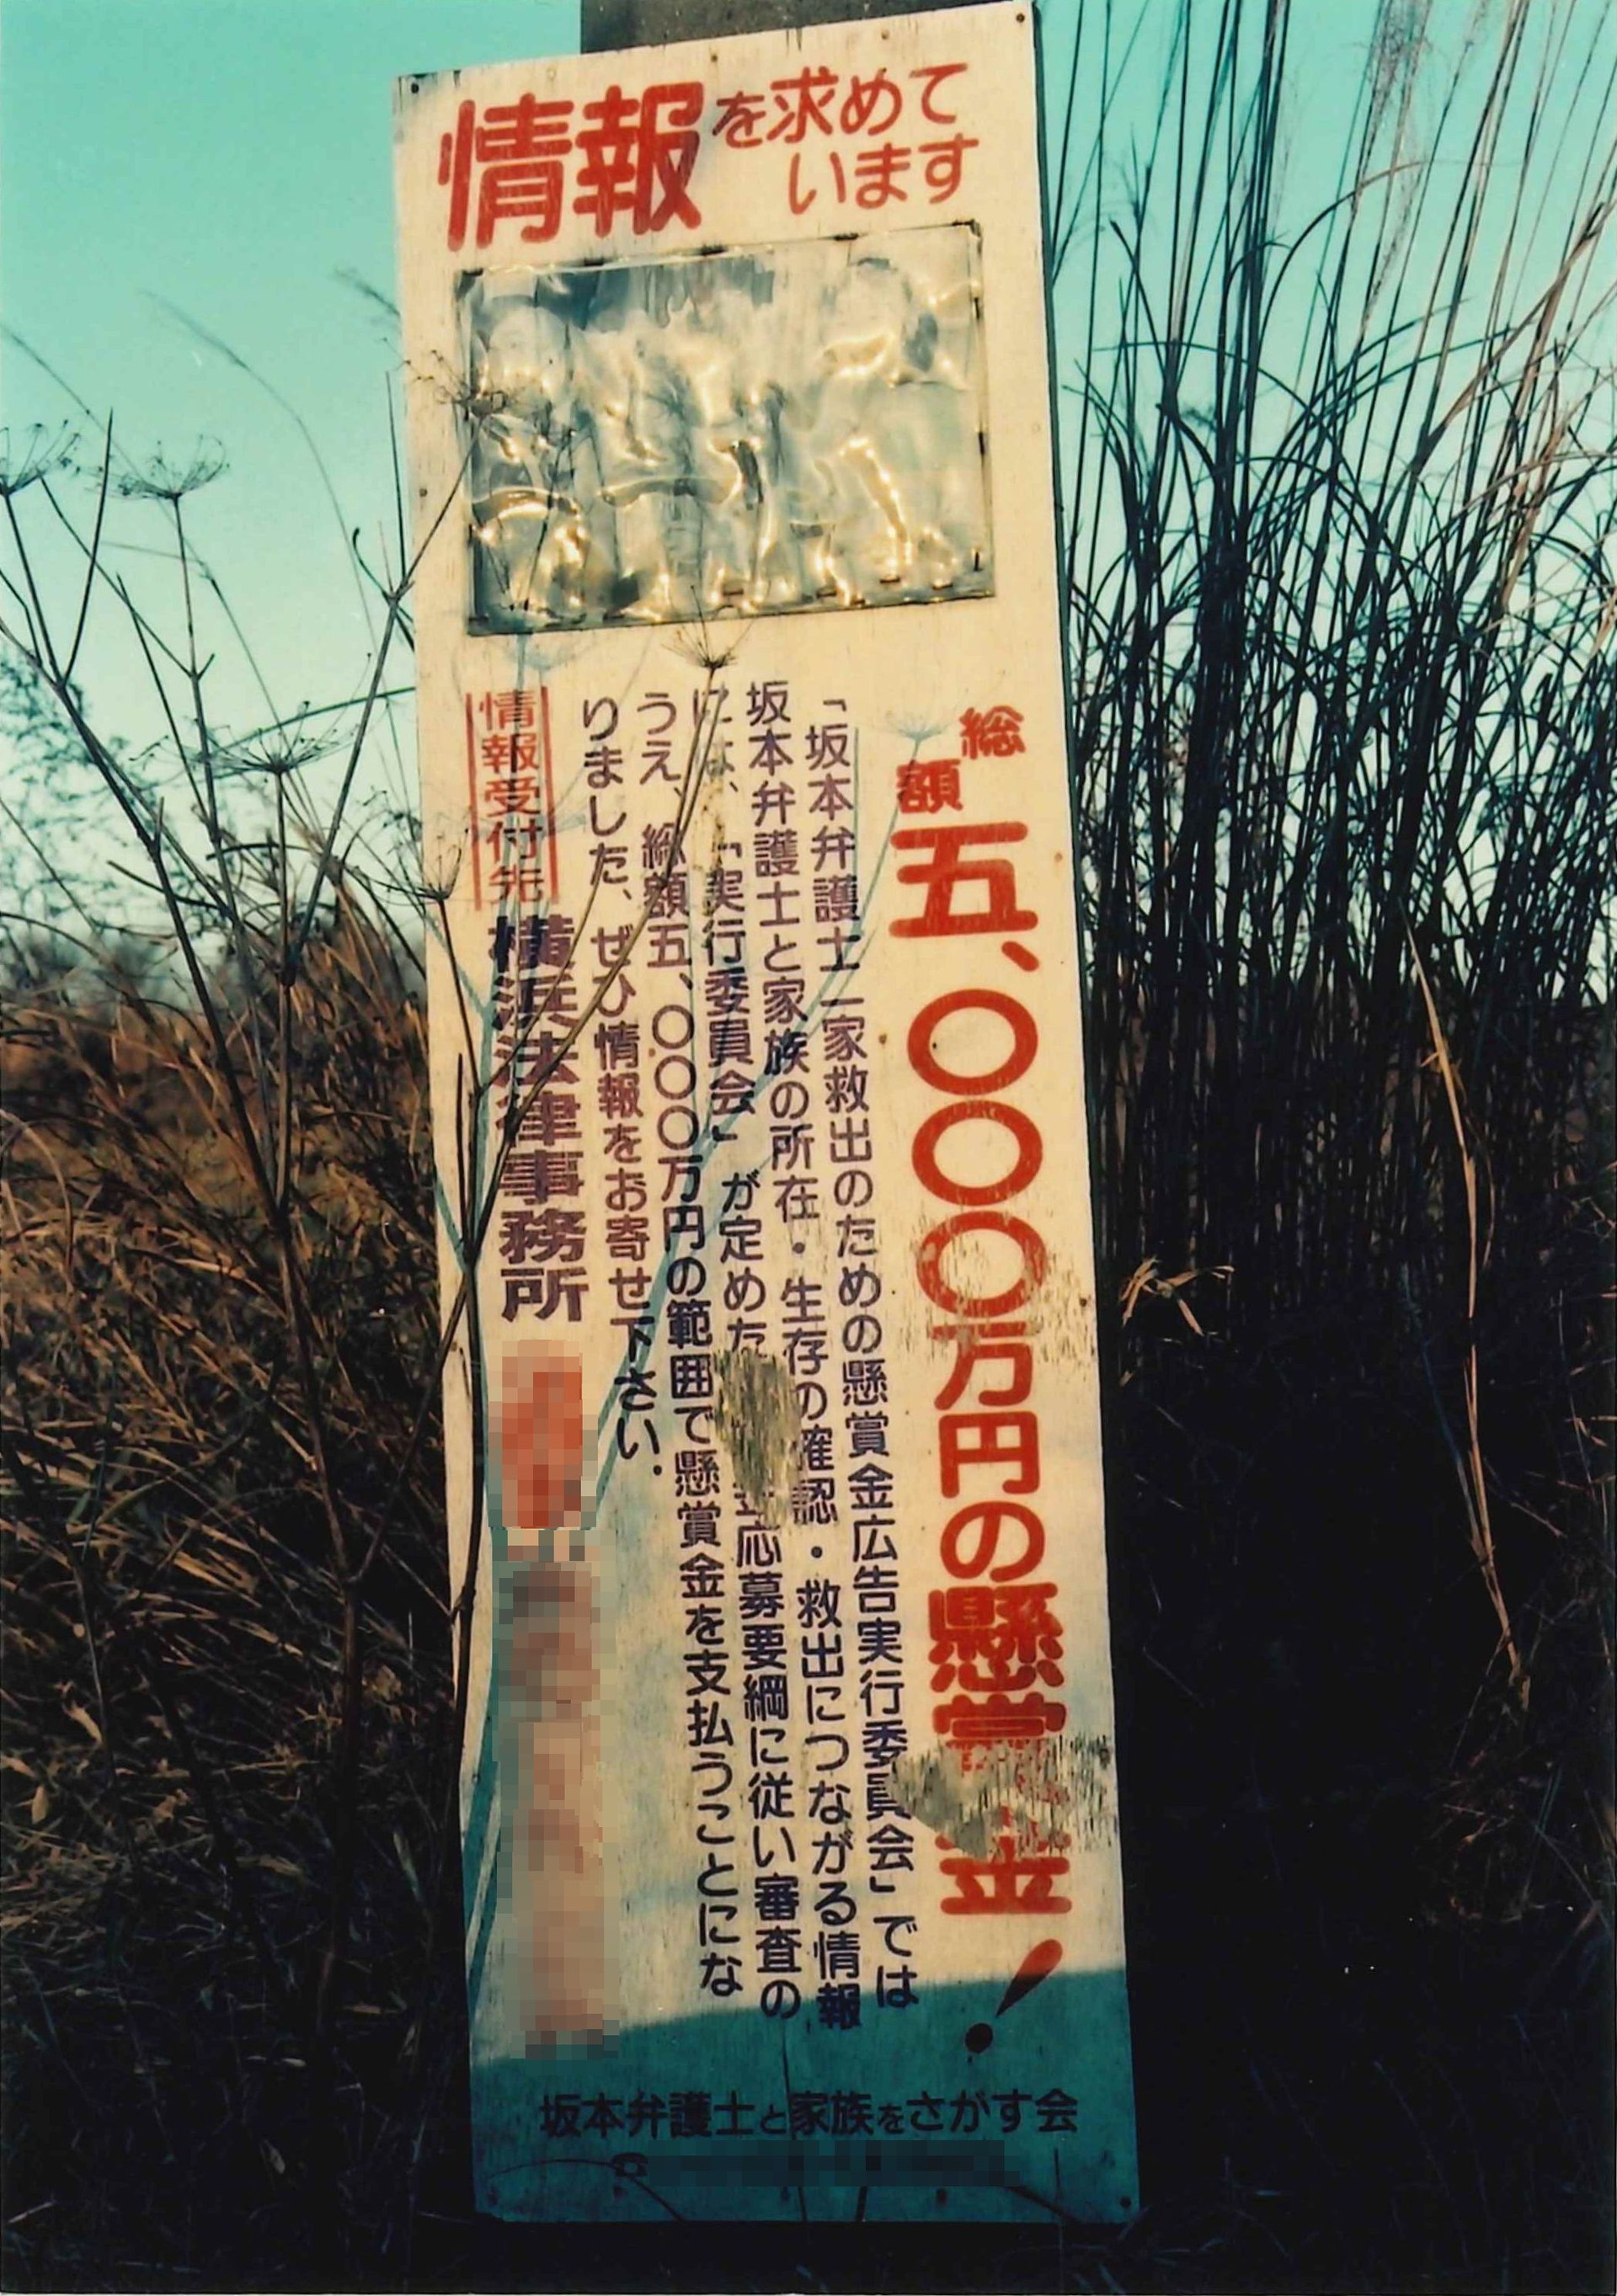 情報を求めて
います
総額五、〇〇〇万円の懸賞金!
「坂本弁護士一家救出のための懸賞金広告実行委員会」では
坂本弁護士と家族の所在・生存の確認・救出につながる情報
には、「実行委員会」が定めた 応募要綱に従い審査の
うえ、総額五、〇〇〇万円の範囲で懸賞金を支払うことにな
りました、ぜひ情報をお寄せ下さい.
情報受付先 横浜法律事務所
坂本弁護士と家族をさがす会
☎